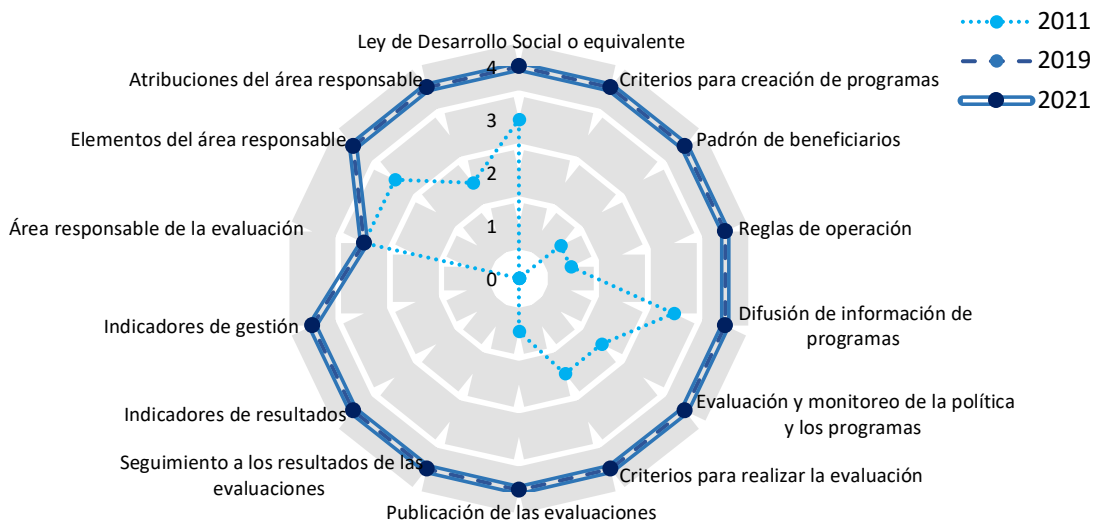 2011
2019
2021
Ley de Desarrollo Social o equivalente
Atribuciones del área responsable
Criterios para creación de programas
Elementos del área responsable
Padrón de beneficiarios
Área responsable de la evaluación
Reglas de operación
Indicadores de gestión
Difusión de información de
programas
Indicadores de resultados
Evaluación y monitoreo de la política
y los programas
Seguimiento a los resultados de las
evaluaciones
Criterios para realizar la evaluación
Publicación de las evaluaciones
4
3
2
1
0